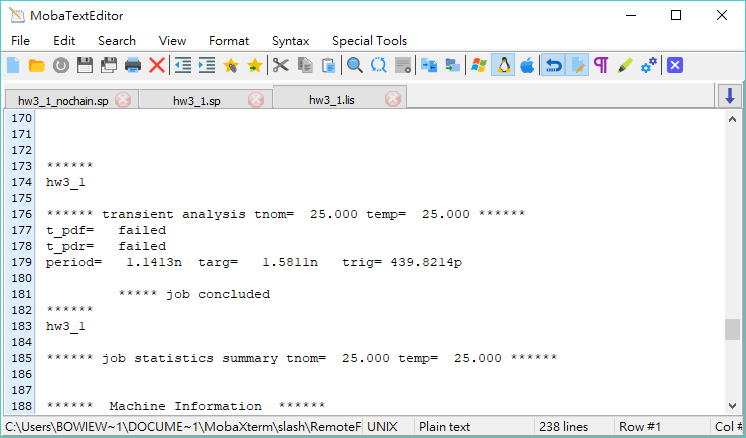 MobaTextEditor
File Edit Search View Format Syntax Special Tools
hw3_1_nochain.sp hw3_1.sp hw3_1.lis
170
171
172
173 ******
174 hw3_1
175
176 ****** transient analysis tnom=  25.000 temp=  25.000 ******
177 t_pdf=   failed
178 t_pdr=   failed
179 period=   1.1413n  targ=   1.5811n   trig= 439.8214p
180
181          ***** job concluded
182 ******
183 hw3_1
184
185 ****** job statistics summary tnom=  25.000 temp=  25.000 ******
186
187
188 ******  Machine Information  ******
C:\Users\BOWIEW~1\DOCUME~1\MobaXterm\slash\RemoteF UNIX Plain text 238 lines Row #1 Col #